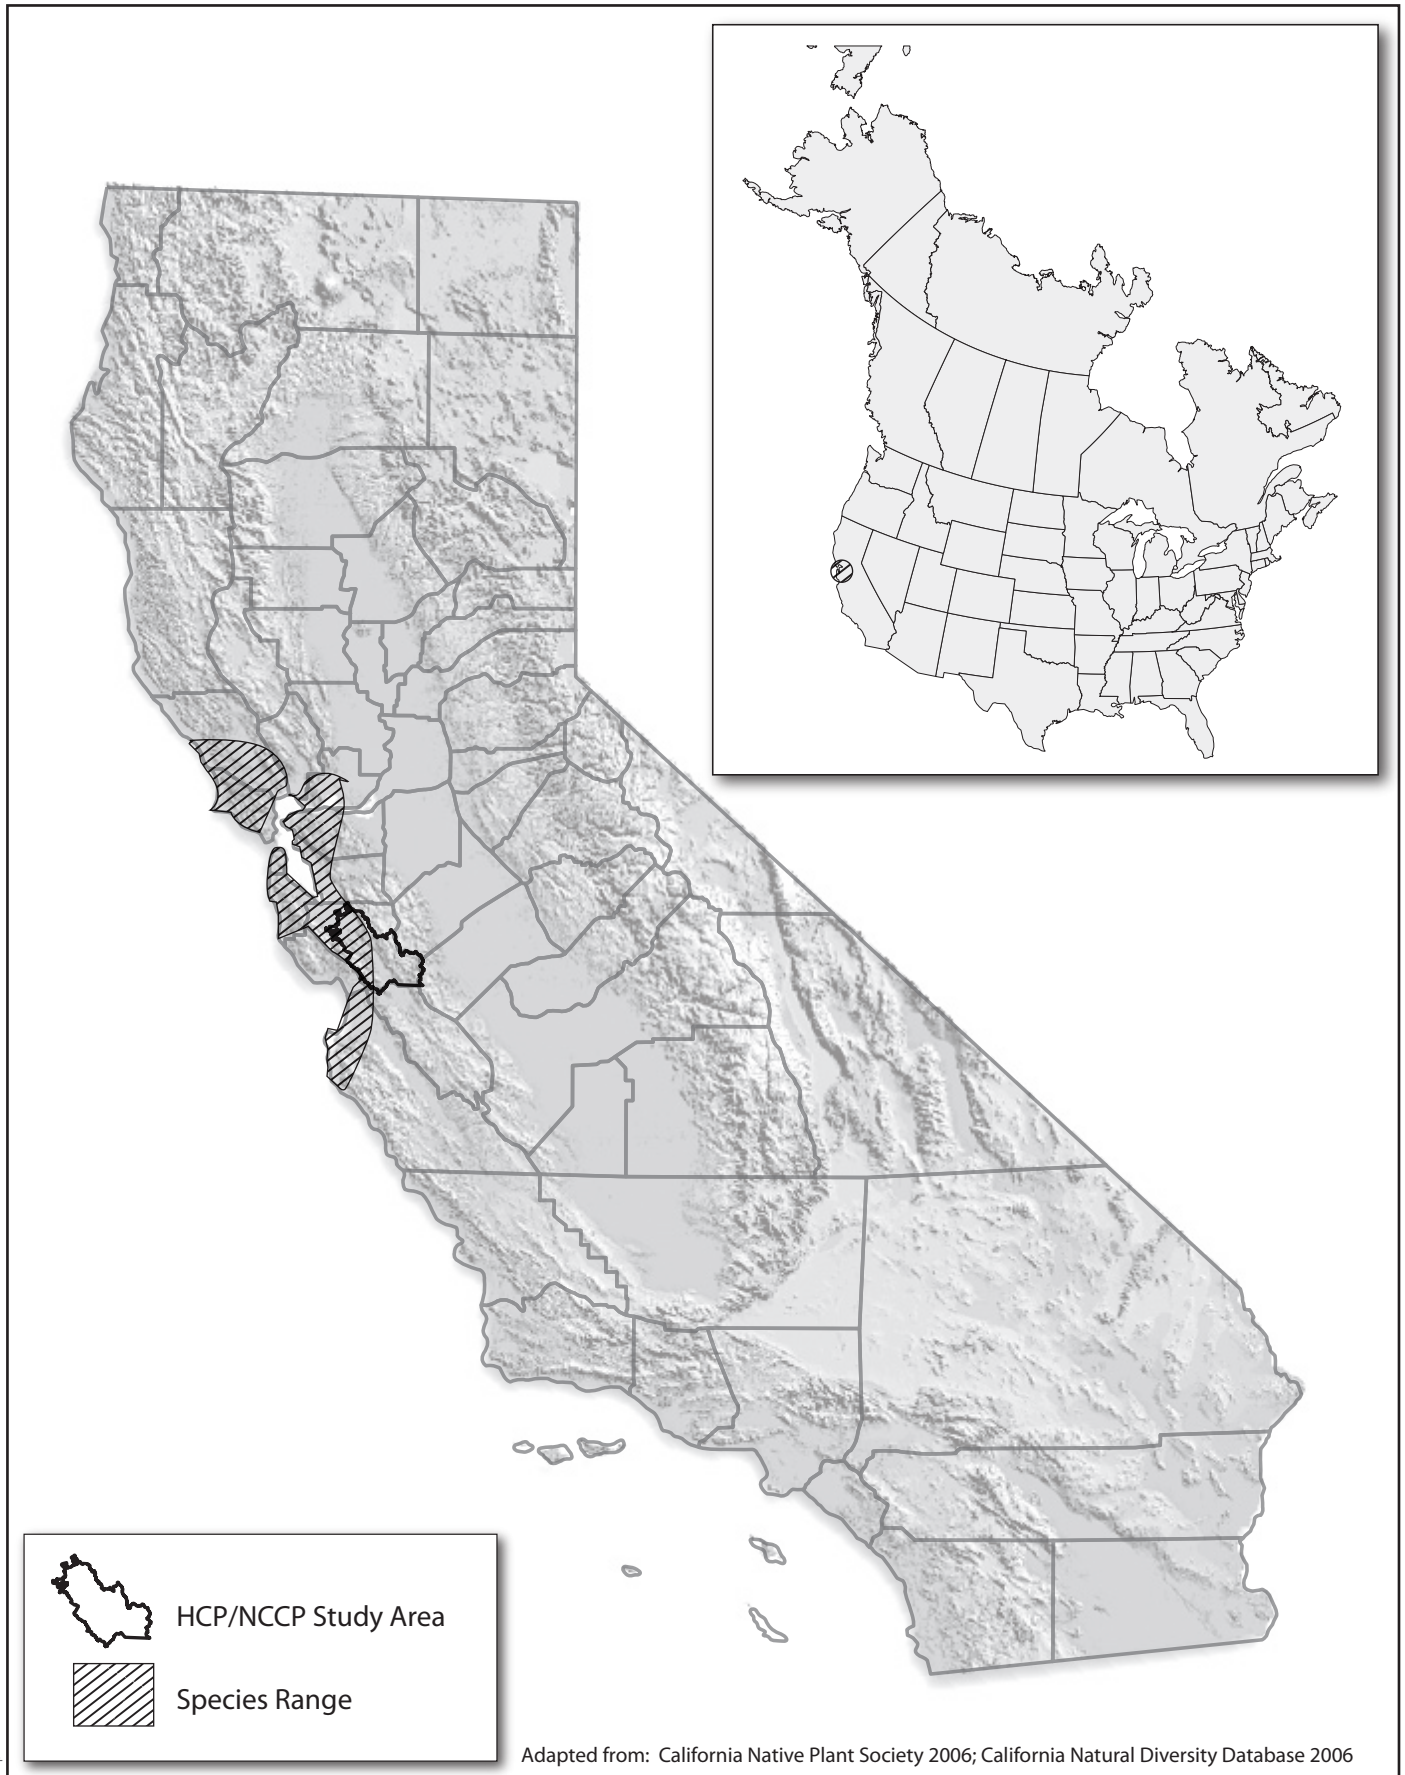 HCP/NCCP Study Area
Species Range
Adapted from: California Native Plant Society 2006; California Natural Diversity Database 2006